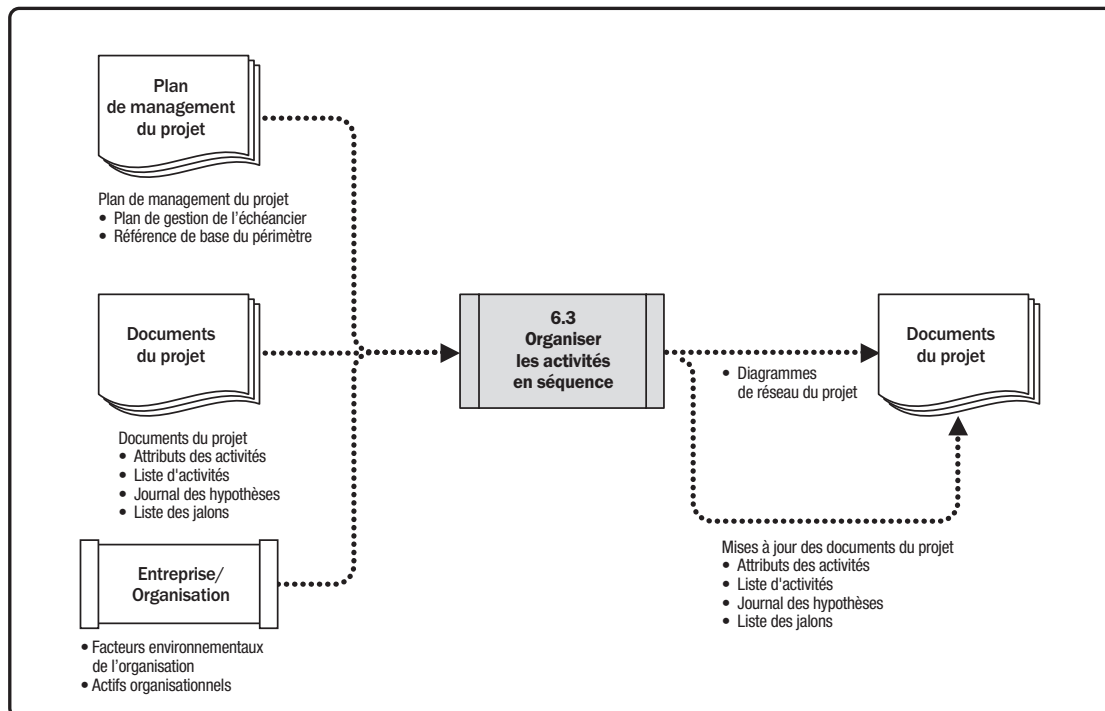 Plan
de management
du projet
Plan de management du projet
• Plan de gestion de l’échéancier
• Référence de base du périmètre
Documents
du projet
Documents du projet
• Attributs des activités
• Liste d'activités
• Journal des hypothèses
• Liste des jalons
Entreprise/
Organisation
• Facteurs environnementaux
de l’organisation
• Actifs organisationnels
6.3
Organiser
les activités
en séquence
• Diagrammes
de réseau du projet
Documents
du projet
Mises à jour des documents du projet
• Attributs des activités
• Liste d'activités
• Journal des hypothèses
• Liste des jalons